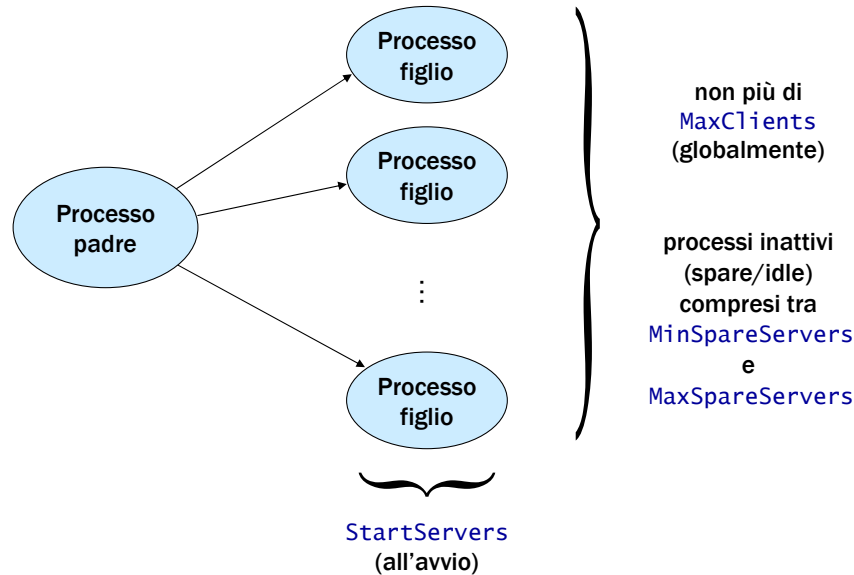 Processo
figlio
Processo
figlio
Processo
padre
⋮
Processo
figlio
non più di
MaxClients
(globalmente)
processi inattivi
(spare/idle)
compresi tra
MinSpareServers
e
MaxSpareServers
StartServers
(all'avvio)